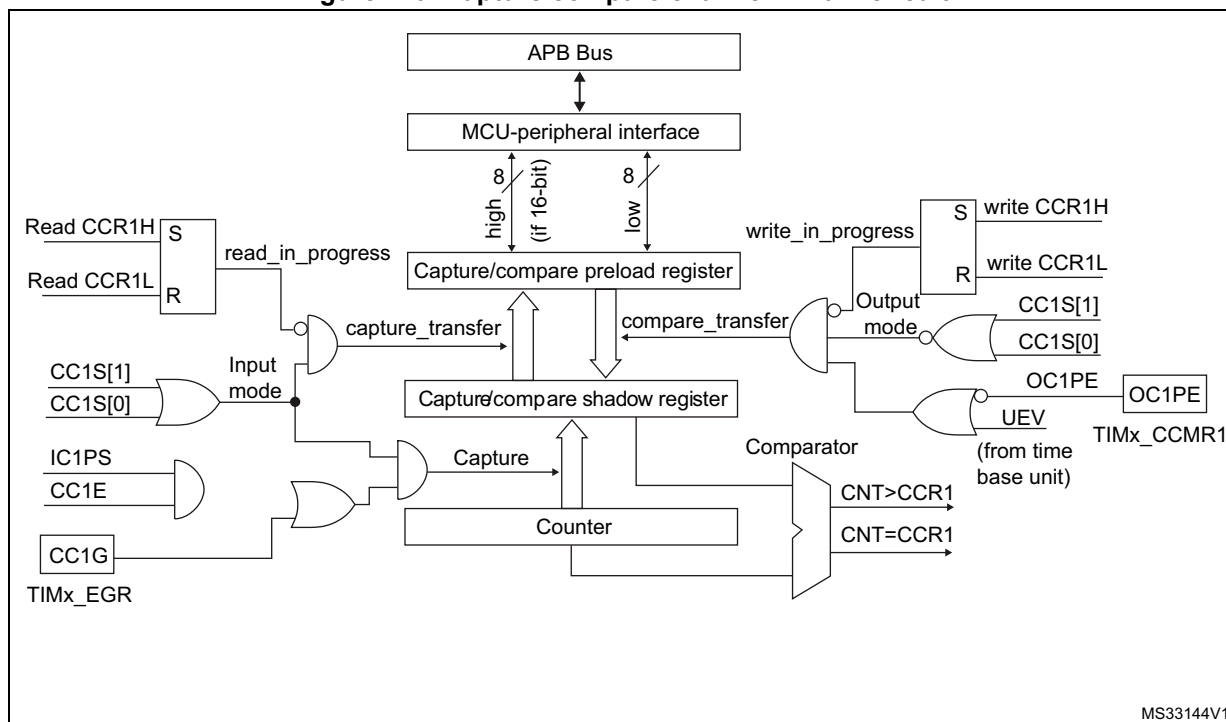 APB Bus
MCU-peripheral interface
8
high
(if 16-bit)
8
low
Read CCR1H
S
read_in_progress
Read CCR1L
R
write_in_progress
S
write CCR1H
R
write CCR1L
Capture/compare preload register
capture_transfer
compare_transfer
Output
mode
CC1S[1]
CC1S[0]
CC1S[1]
CC1S[0]
Input
mode
Capture/compare shadow register
OC1PE
OC1PE
UEV
TIMx_CCMR1
(from time
base unit)
IC1PS
CC1E
Capture
Comparator
CNT>CCR1
Counter
CNT=CCR1
CC1G
TIMx_EGR
MS33144V1